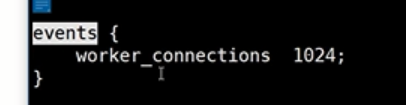 events {
    worker_connections  1024;
}